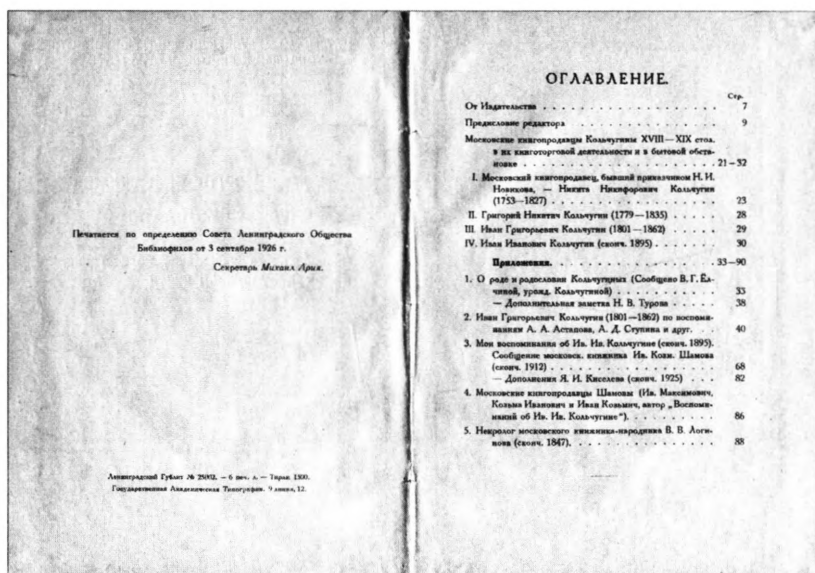 Печатается по определению Совета Ленинградского Общества
Библиофилов от 3 сентября 1926 г.
Секретарь Михаил
Ленинградский Гублит № — 6 печ. л. — Тираж
Государственная Академическая Типография. 9 линия, 12.
ОГЛАВЛЕНИЕ.
Стр.
От Издательства . . . 7
Предисловие редактора . . . 9
Московские книгопродавцы Кольчугины XVIII—XIX стол.
в их книготорговой деятельности и в бытовой обста-
новке . . . 21—32
I. Московский книгопродавец, бывший приказчиком Н. И.
Новикова, — Никита Никифорович Кольчугин
(1753—1827) . . . 23
II. Григорий Никитич Кольчугин (1779—1835) . . . 28
III. Иван Григорьевич Кольчугин (1801—1862) . . . 29
IV. Иван Иванович Кольчугин (сконч. 1895) . . . 30
Приложения. . . . 33—90
1. О роде и родословии Кольчугиных (Сообщено В. Г. Ёл-
чиной, урожд. Кольчугиной) . . . 33
— Дополнительная заметка Н. В. Турова . . . 38
2. Иван Григорьевич Кольчугин (1801—1862) по воспоми-
наниям А. А. Астапова, А. Д. Ступина и друг. . . 40
3. Мои воспоминания об Ив. Ив. Кольчугине (сконч. 1895).
Сообщение московск. книжника Ив. Козм. Шамова
(сконч. 1912) . . . 68
— Дополнения Я. И. Киселева (сконч. 1925) . . . 82
4. Московские книгопродавцы Шамовы (Ив. Максимович,
Козьма Иванович и Иван Козьмич, автор „Воспоми-
наний об Ив. Ив. Кольчугине“). . . . 86
5. Некролог московского книжника-народника В. В. Логи-
нова (сконч. 1847). . . . 88